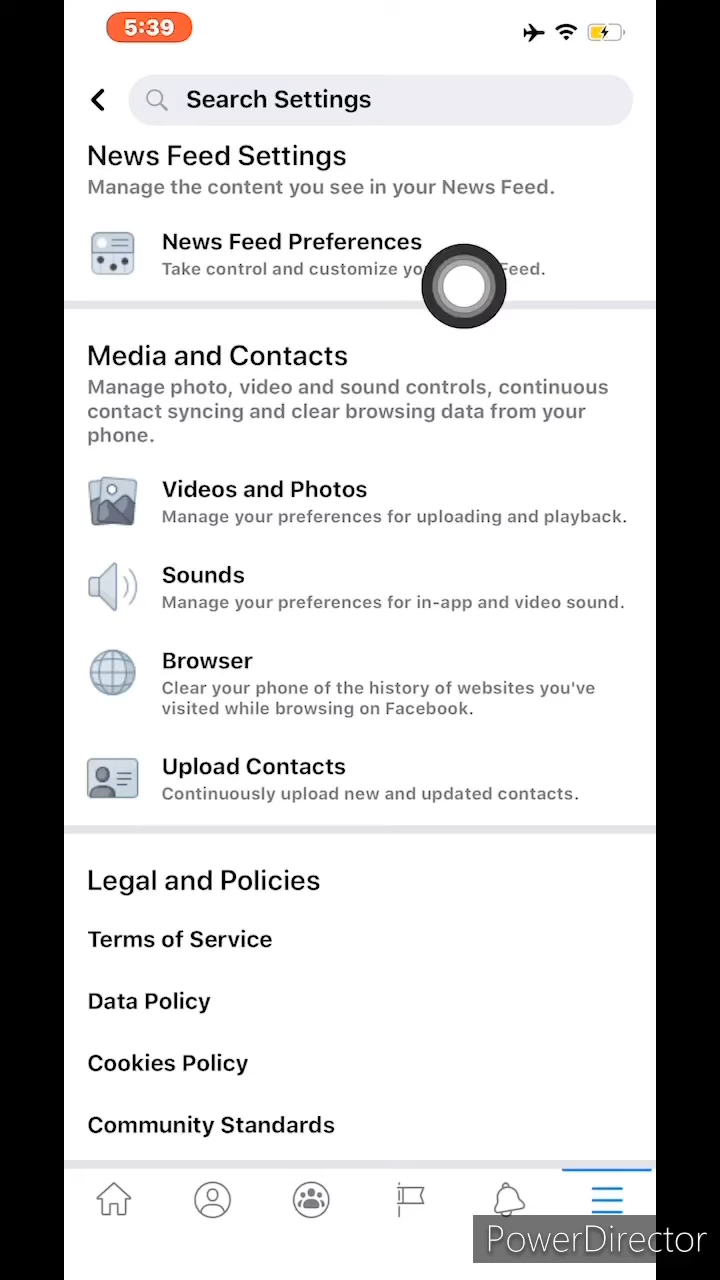 5:39
Search Settings
News Feed Settings
Manage the content you see in your News Feed.
News Feed Preferences
Take control and customize yo Feed.
Media and Contacts
Manage photo, video and sound controls, continuous
contact syncing and clear browsing data from your
phone.
Videos and Photos
Manage your preferences for uploading and playback.
Sounds
Manage your preferences for in-app and video sound.
Browser
Clear your phone of the history of websites you've
visited while browsing on Facebook.
Upload Contacts
Continuously upload new and updated contacts.
Legal and Policies
Terms of Service
Data Policy
Cookies Policy
Community Standards
PowerDirector